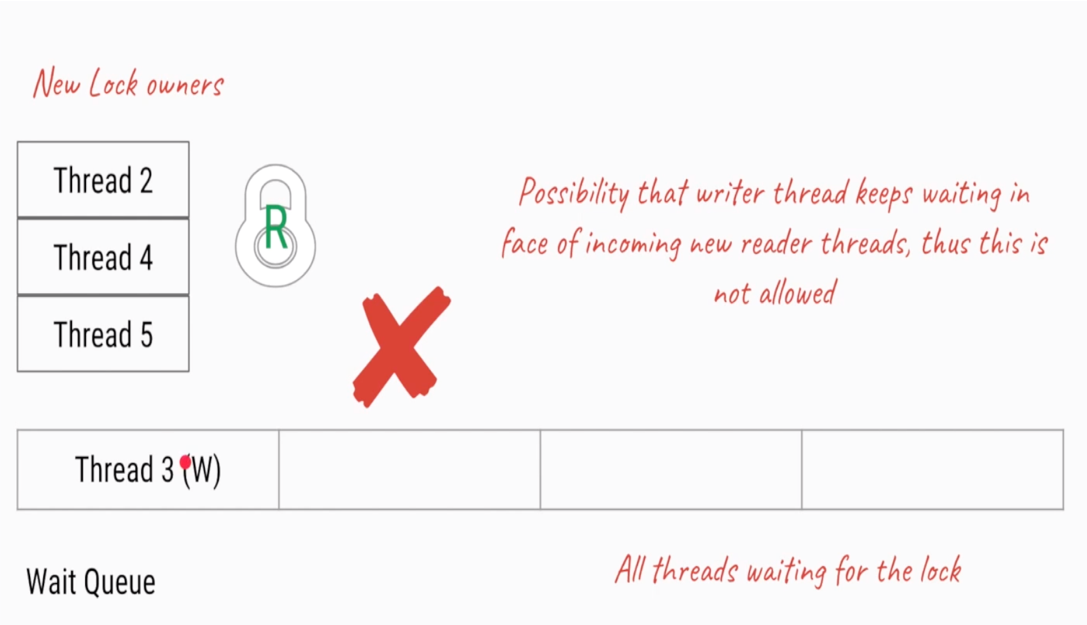 New Lock owners
Thread 2
Thread 4
Thread 5
R
Possibility that writer thread keeps waiting in
face of incoming new reader threads, thus this is
not allowed
Thread 3 (W)
Wait Queue
All threads waiting for the lock